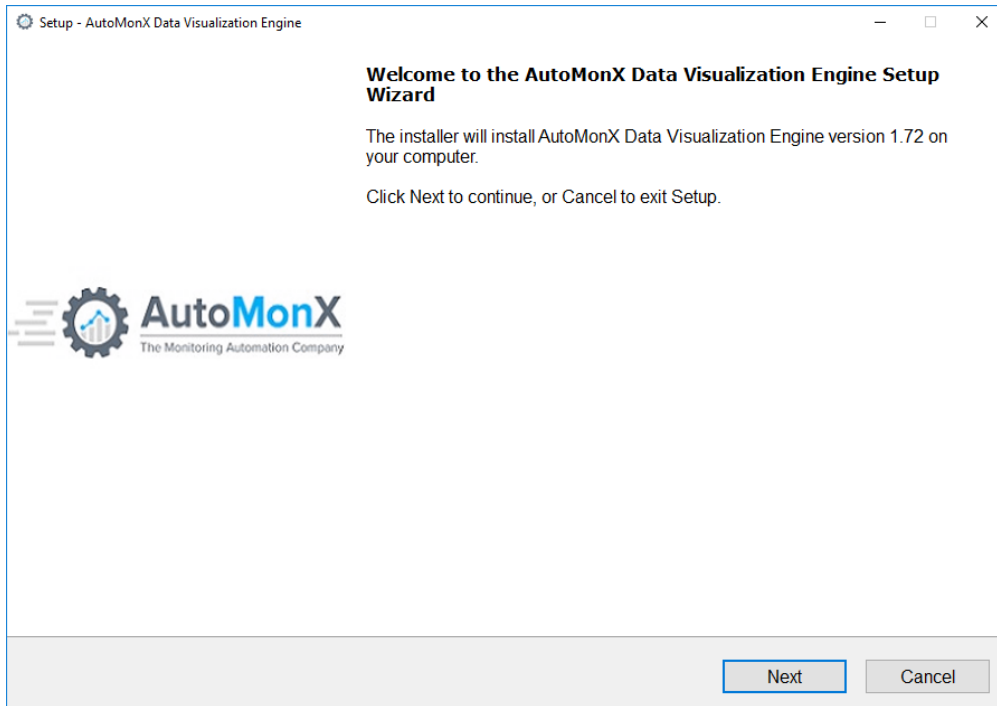 Setup - AutoMonX Data Visualization Engine
Welcome to the AutoMonX Data Visualization Engine Setup
Wizard
The installer will install AutoMonX Data Visualization Engine version 1.72 on
your computer.
Click Next to continue, or Cancel to exit Setup.
AutoMonX
The Monitoring Automation Company
Next
Cancel